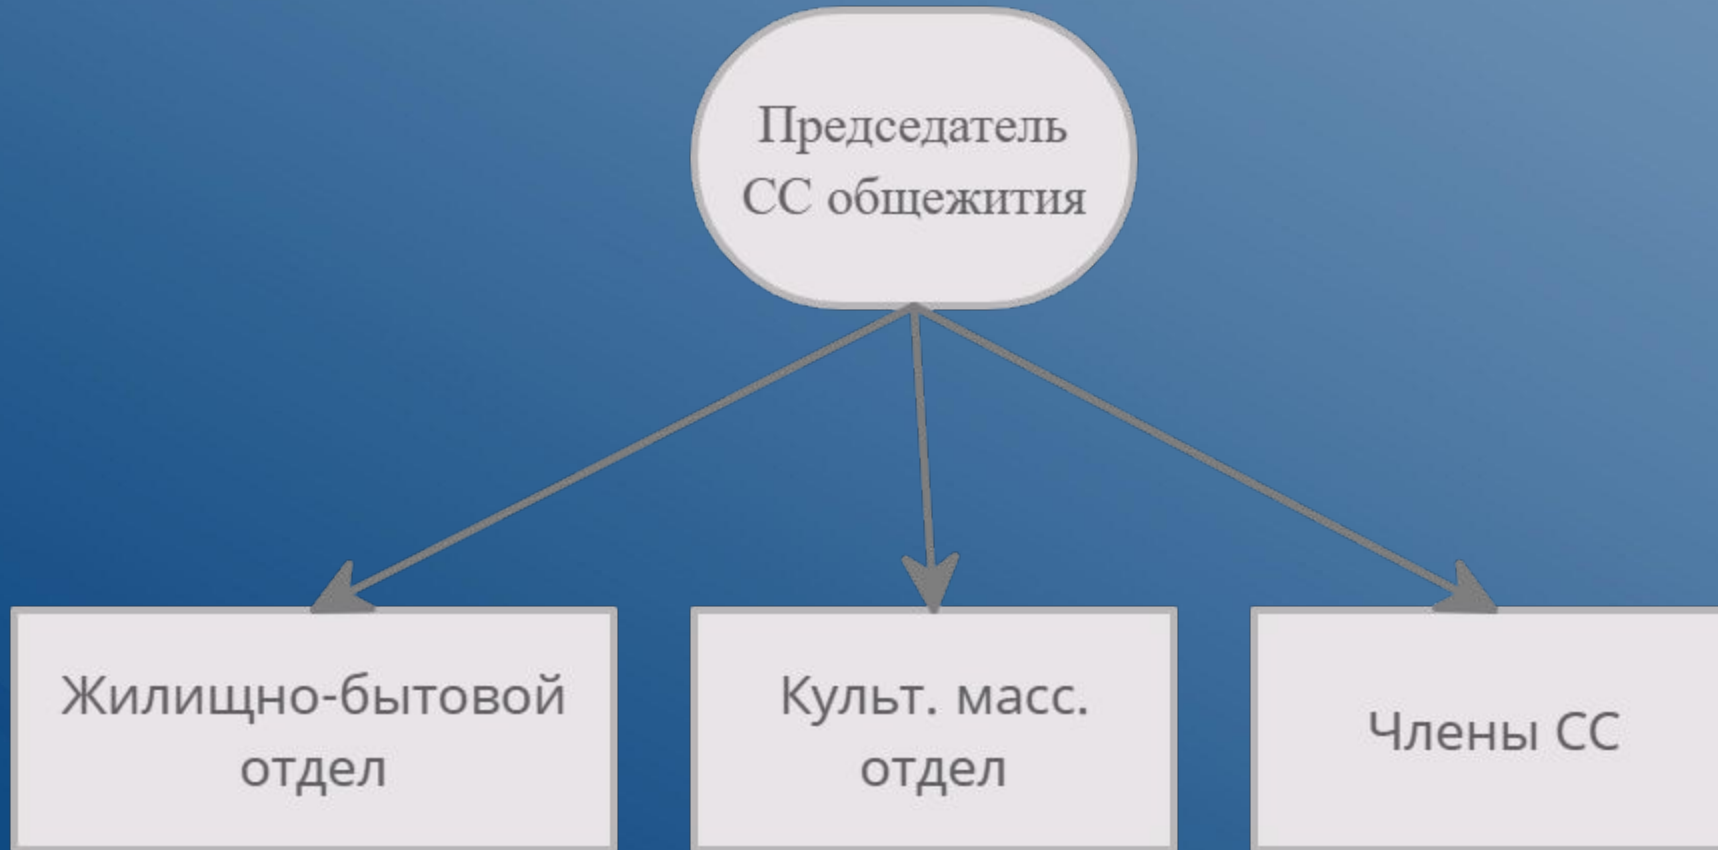 Председатель
СС общежития
Жилищно-бытовой
отдел
Культ. масс.
отдел
Члены СС